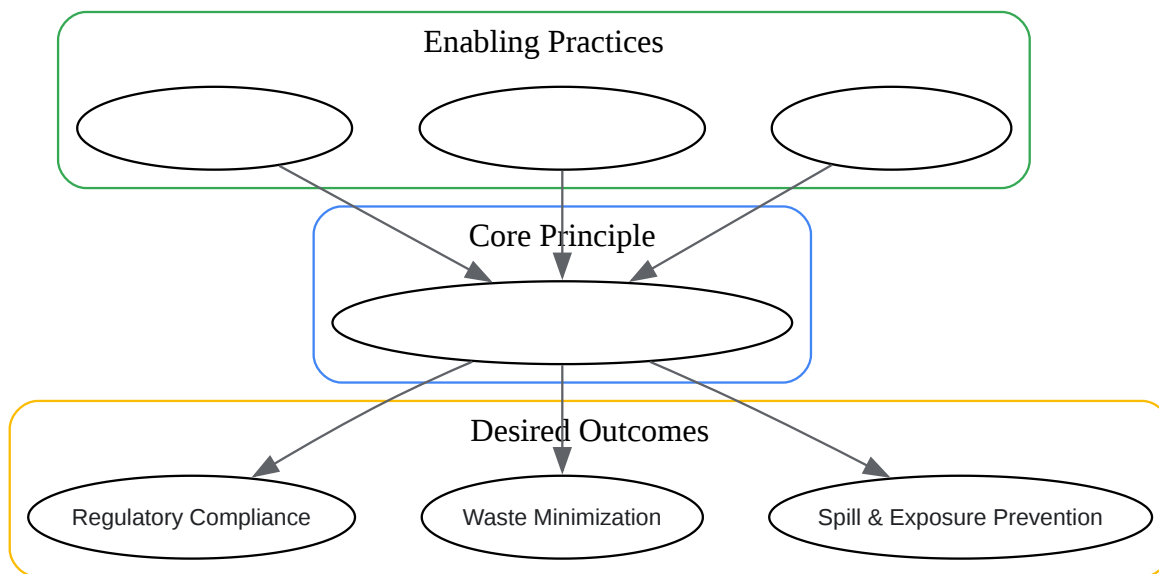 Enabling Practices
Core Principle
Desired Outcomes
Regulatory Compliance
Waste Minimization
Spill & Exposure Prevention